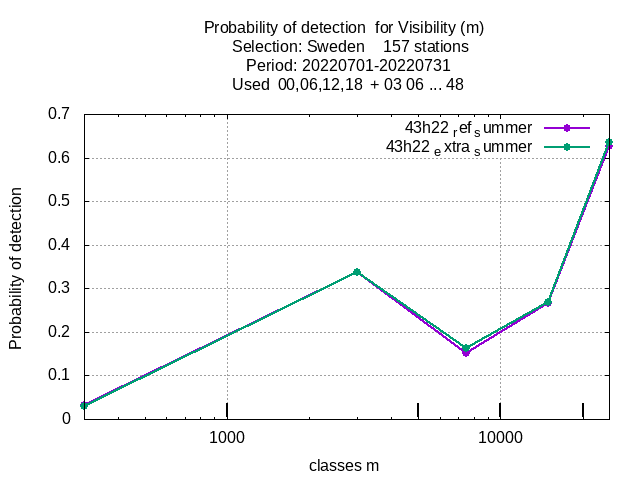 Probability of detection  for Visibility (m)
Selection: Sweden    157 stations
Period: 20220701-20220731
Used  00,06,12,18  + 03 06 ... 48
43h22 ref summer
43h22 extra summer
0.7
0.6
0.5
0.4
0.3
0.2
0.1
0
Probability of detection
1000
10000
classes m